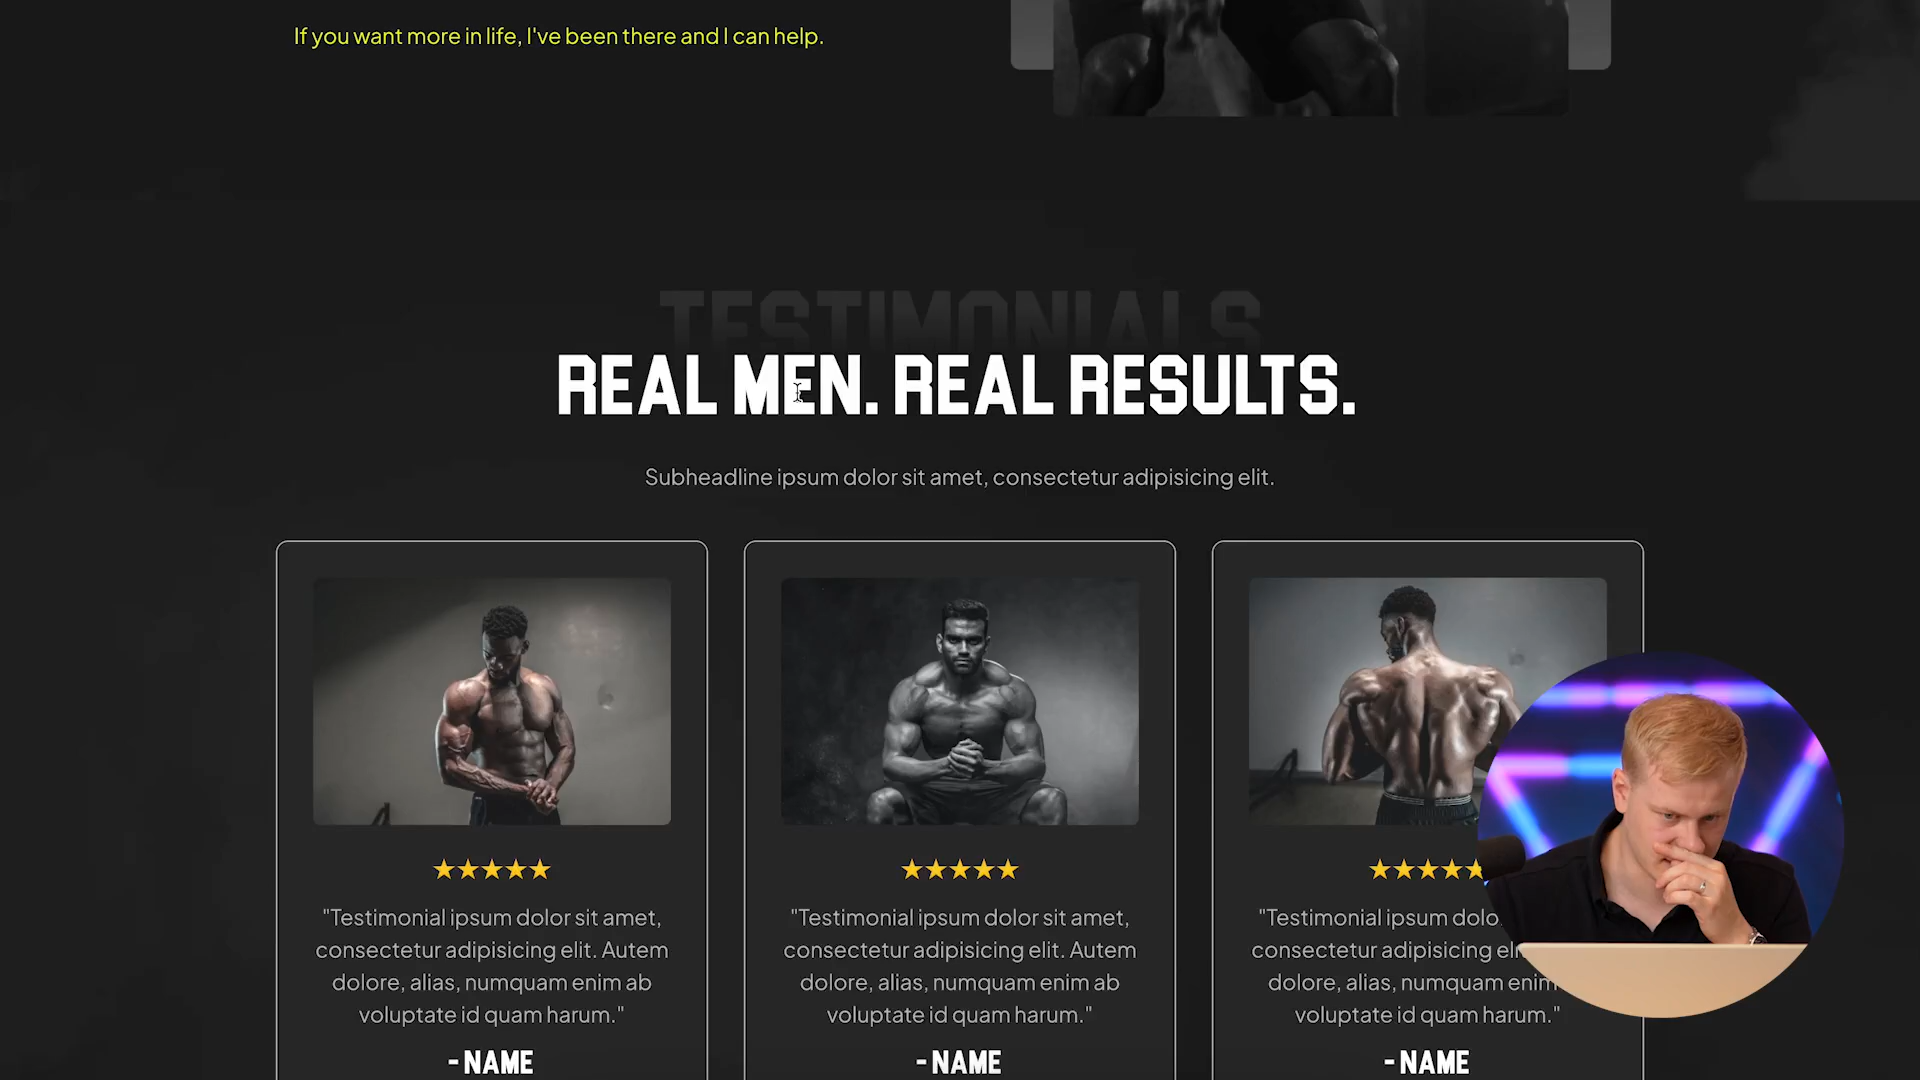 If you want more in life, I've been there and I can help.
TESTIMONIALS
REAL MEN. REAL RESULTS.
Subheadline ipsum dolor sit amet, consectetur adipisicing elit.
"Testimonial ipsum dolor sit amet,
consectetur adipisicing elit. Autem
dolore, alias, numquam enim ab
voluptate id quam harum."
- NAME
"Testimonial ipsum dolor sit amet,
consectetur adipisicing elit. Autem
dolore, alias, numquam enim ab
voluptate id quam harum."
- NAME
"Testimonial ipsum
consectetur adipisicing
dolore, alias, numquam enim
voluptate id quam harum."
- NAME